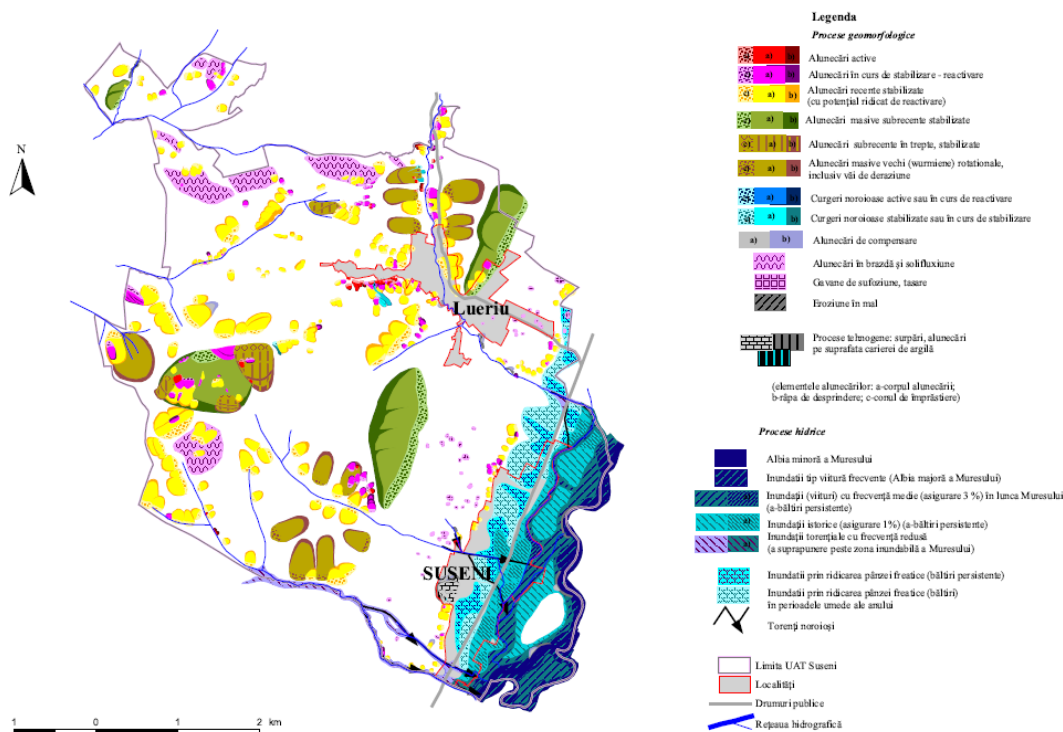 Legenda
Procese geomorfologice
c) a) b) Alunecări active
c) a) b) Alunecări în curs de stabilizare - reactivare
c) a) b) Alunecări recente stabilizate
(cu potențial ridicat de reactivare)
c) a) b) Alunecări masive subrecente stabilizate
c) a) b) Alunecări subrecente în trepte, stabilizate
c) a) b) Alunecări masive vechi (wurmiene) rotationale,
inclusiv văi de deraziune
c) a) b) Curgeri noroioase active sau în curs de reactivare
c) a) b) Curgeri noroioase stabilizate sau în curs de stabilizare
a) b) Alunecări de compensare
Alunecări în brazdă și solifluxiune
Gavane de sufoziune, tasare
Eroziune în mal
Procese tehnogene: surpări, alunecări
pe suprafata carierei de argilă
(elementele alunecărilor: a-corpul alunecării;
b-râpa de desprindere; c-conul de împrăstiere)
Procese hidrice
Albia minoră a Muresului
Inundatii tip viitură frecvente (Albia majoră a Muresului)
a) Inundații (viituri) cu frecvență medie (asigurare 3 %) în lunca Muresului
(a-băltiri persistente)
a) Inundatii istorice (asigurare 1%) (a-băltiri persistente)
Inundații torențiale cu frecvență redusă
(a suprapunere peste zona inundabilă a Muresului)
Inundatii prin ridicarea pânzei freatice (băltiri persistente)
Inundatii prin ridicarea pânzei freatice (băltiri)
în perioadele umede ale anului
Torenți noroioși
Limita UAT Suseni
Localități
Drumuri publice
Rețeaua hidrografică
N
Lueriu
SUSENI
1 0 1 2 km